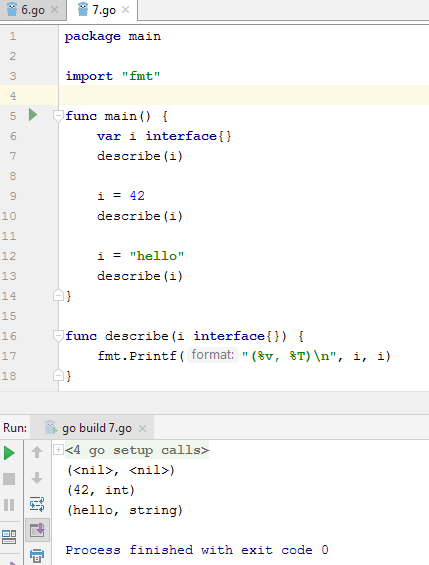 6.go 7.go
1 package main
2
3 import "fmt"
4
5 func main() {
6     var i interface{}
7     describe(i)
8
9     i = 42
10     describe(i)
11
12     i = "hello"
13     describe(i)
14 }
15
16 func describe(i interface{}) {
17     fmt.Printf( format: "(%v, %T)\n", i, i)
18 }
Run: go build 7.go
<4 go setup calls>
(<nil>, <nil>)
(42, int)
(hello, string)
Process finished with exit code 0